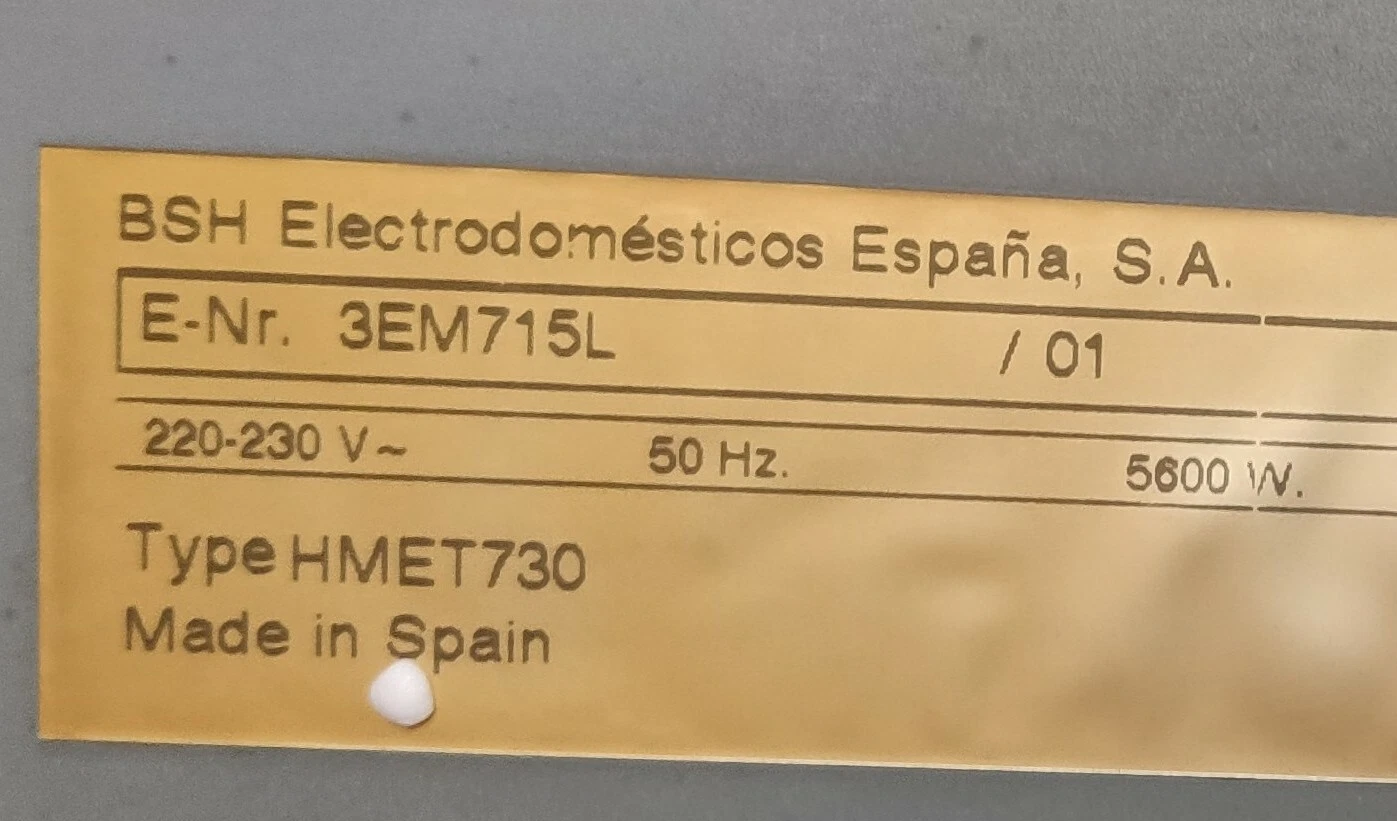 BSH Electrodomésticos España, S.A.
E-Nr. 3EM715L / 01
220-230 V~ 50 Hz. 5600 W.
Type HMET730
Made in Spain